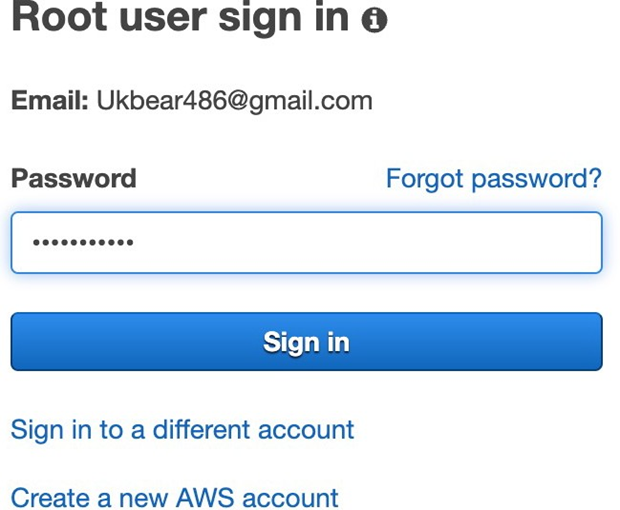 Root user sign in
Email: Ukbear486@gmail.com
Password Forgot password?
•••••••••••
Sign in
Sign in to a different account
Create a new AWS account